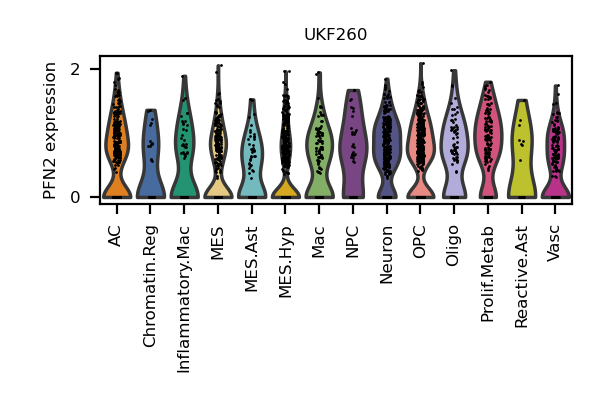 UKF260
PFN2 expression
2
0
AC
Chromatin.Reg
Inflammatory.Mac
MES
MES.Ast
MES.Hyp
Mac
NPC
Neuron
OPC
Oligo
Prolif.Metab
Reactive.Ast
Vasc